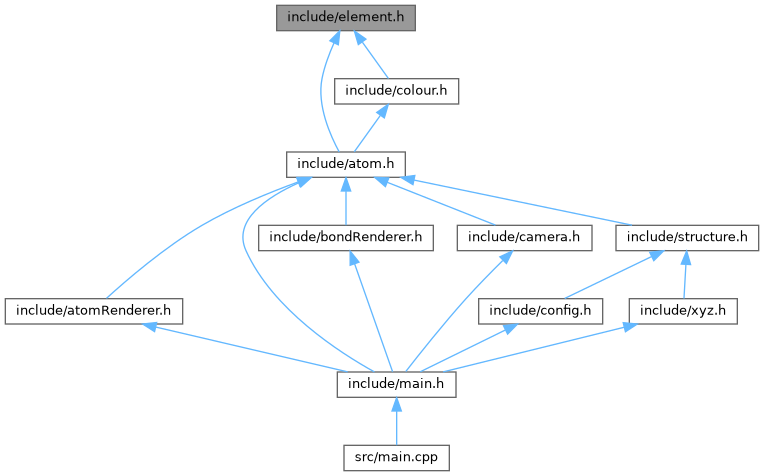 include/element.h
include/colour.h
include/atom.h
include/bondRenderer.h
include/camera.h
include/structure.h
include/atomRenderer.h
include/config.h
include/xyz.h
include/main.h
src/main.cpp